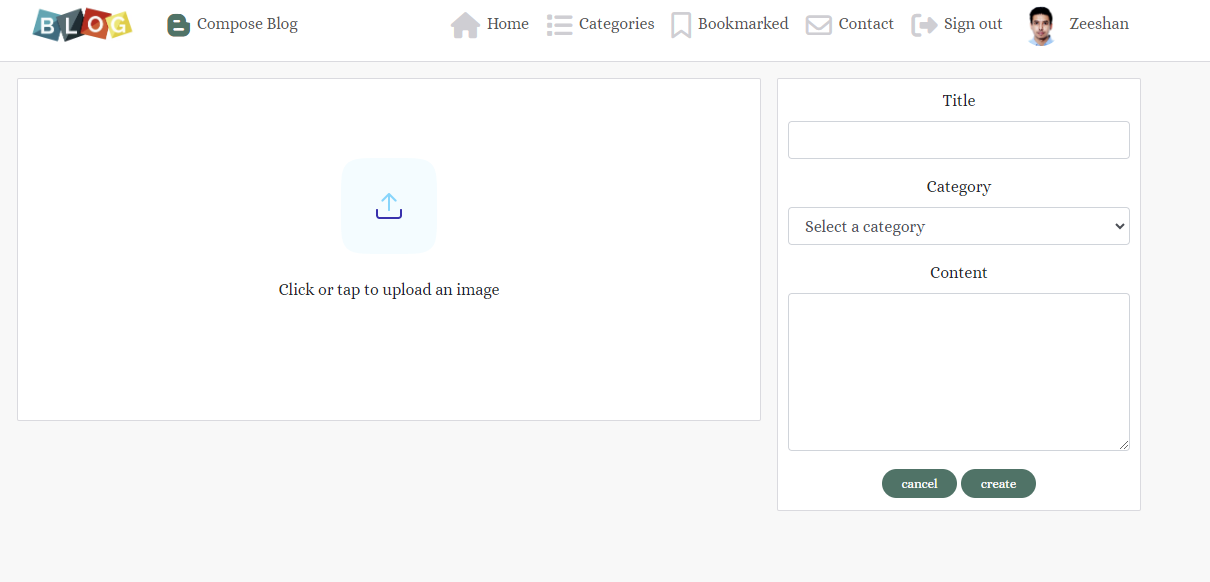 BLOG
Compose Blog
Home
Categories
Bookmarked
Contact
Sign out
Zeeshan
Click or tap to upload an image
Title
Category
Select a category
Content
cancel
create